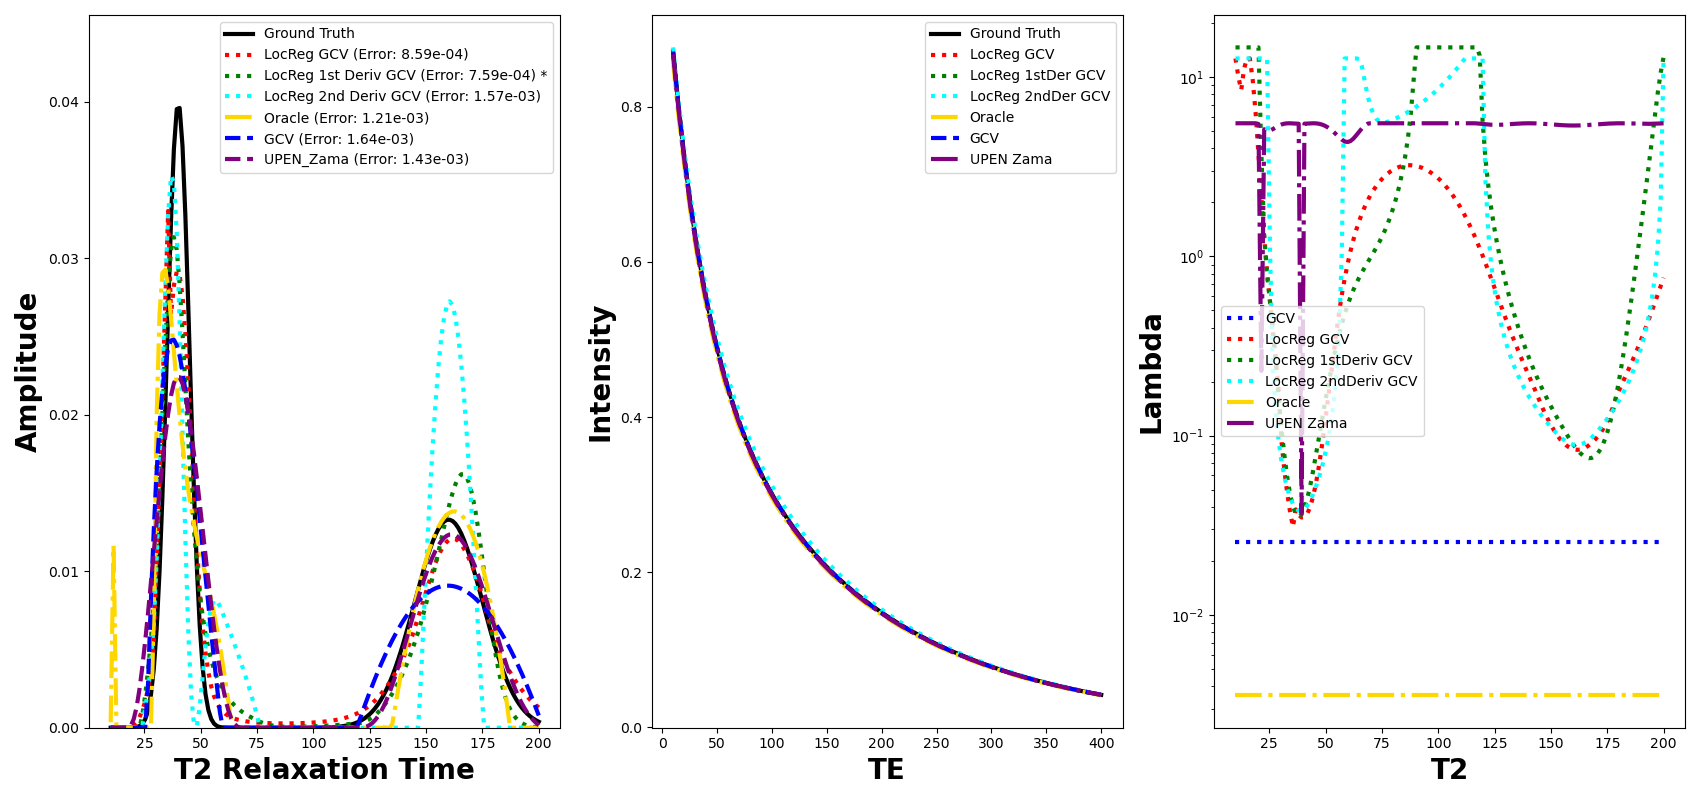 Ground Truth
LocReg GCV (Error: 8.59e-04)
LocReg 1st Deriv GCV (Error: 7.59e-04) *
LocReg 2nd Deriv GCV (Error: 1.57e-03)
Oracle (Error: 1.21e-03)
GCV (Error: 1.64e-03)
UPEN_Zama (Error: 1.43e-03)
0.04
0.03
0.02
0.01
0.00
Amplitude
25 50 75 100 125 150 175 200
T2 Relaxation Time
Ground Truth
LocReg GCV
LocReg 1stDer GCV
LocReg 2ndDer GCV
Oracle
GCV
UPEN Zama
0.8
0.6
0.4
0.2
0.0
Intensity
0 50 100 150 200 250 300 350 400
TE
10¹
10⁰
10⁻¹
10⁻²
Lambda
GCV
LocReg GCV
LocReg 1stDeriv GCV
LocReg 2ndDeriv GCV
Oracle
UPEN Zama
25 50 75 100 125 150 175 200
T2